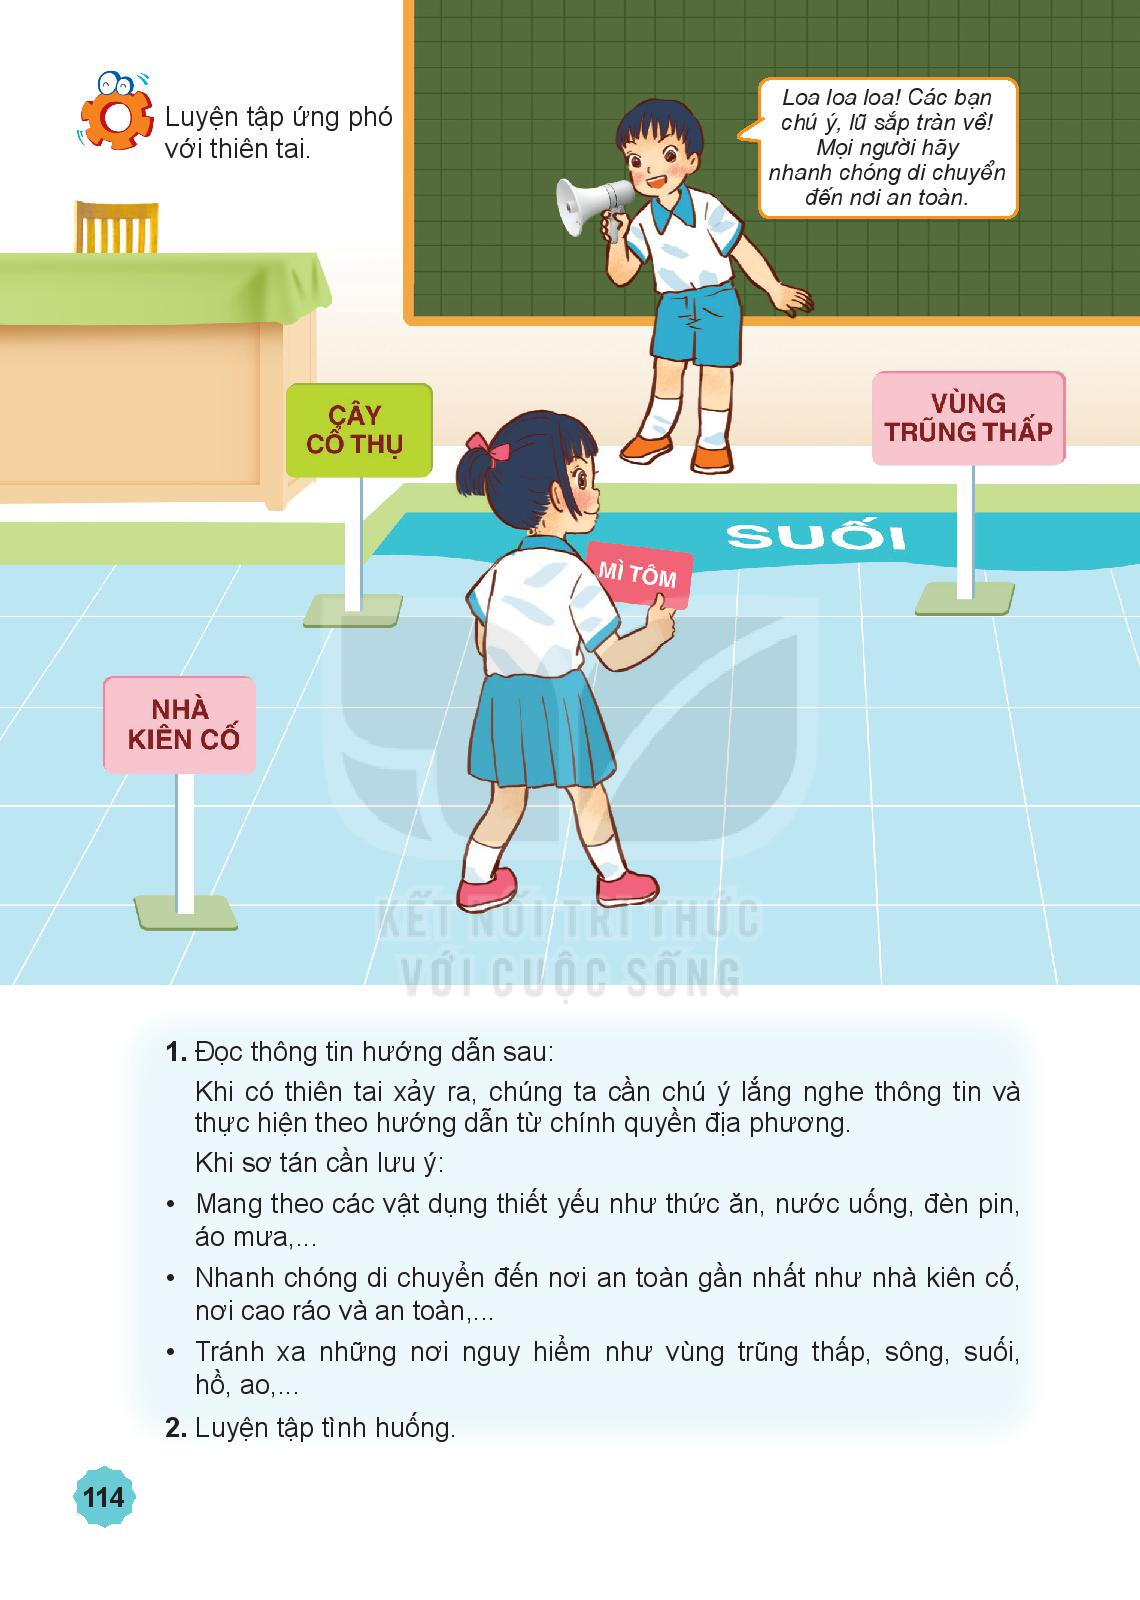 Luyện tập ứng phó
với thiên tai.
Loa loa loa! Các bạn
chú ý, lũ sắp tràn về!
Mọi người hãy
nhanh chóng di chuyển
đến nơi an toàn.
CÂY
CỔ THỤ
VÙNG
TRŨNG THẤP
SUỐI
MÌ TÔM
NHÀ
KIÊN CỐ
KẾT NỐI TRI THỨC
VỚI CUỘC SỐNG
1. Đọc thông tin hướng dẫn sau:
Khi có thiên tai xảy ra, chúng ta cần chú ý lắng nghe thông tin và
thực hiện theo hướng dẫn từ chính quyền địa phương.
Khi sơ tán cần lưu ý:
• Mang theo các vật dụng thiết yếu như thức ăn, nước uống, đèn pin,
áo mưa,...
• Nhanh chóng di chuyển đến nơi an toàn gần nhất như nhà kiên cố,
nơi cao ráo và an toàn,...
• Tránh xa những nơi nguy hiểm như vùng trũng thấp, sông, suối,
hồ, ao,...
2. Luyện tập tình huống.
114